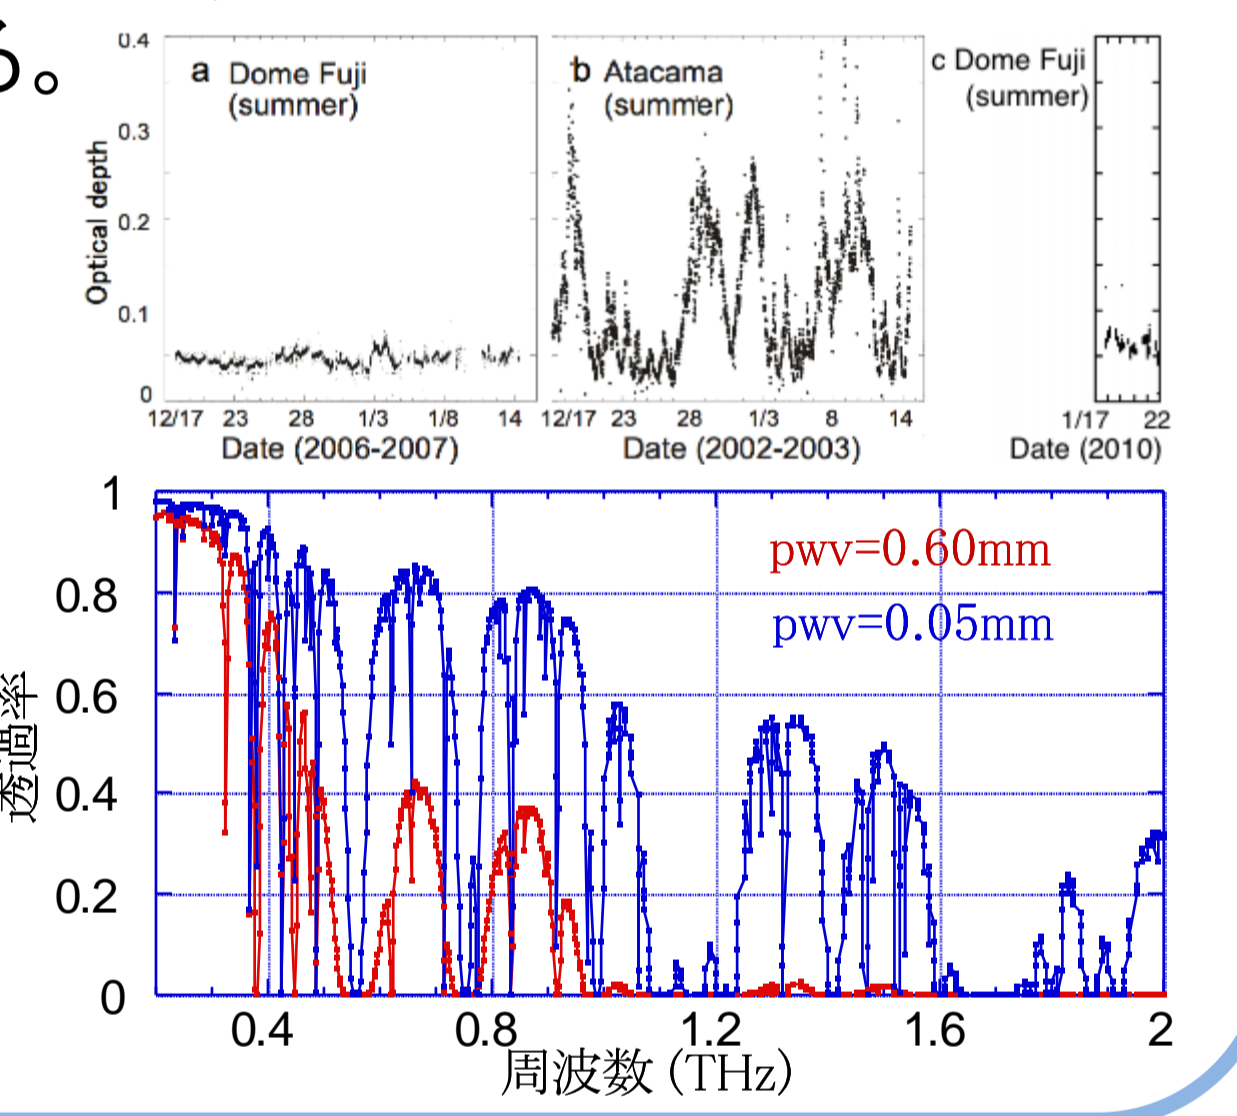 る。
a Dome Fuji
(summer)
b Atacama
(summer)
c Dome Fuji
(summer)
Optical depth
0.4
0.3
0.2
0.1
0
12/17 23 28 1/3 1/8 14
Date (2006-2007)
12/17 23 28 1/3 8 14
Date (2002-2003)
1/17 22
Date (2010)
pwv=0.60mm
pwv=0.05mm
透過率
1
0.8
0.6
0.4
0.2
0
0.4 0.8 1.2 1.6 2
周波数 (THz)